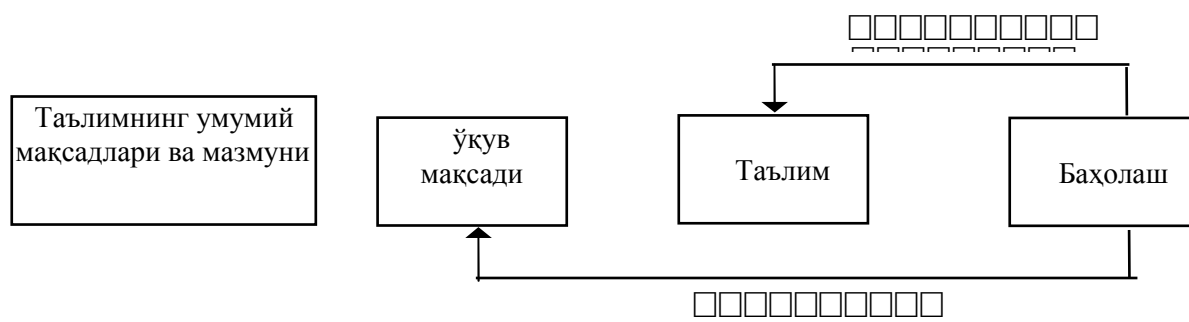 Таълимнинг умумий
мақсадлари ва мазмуни
ўқув
мақсади
Таълим
Баҳолаш